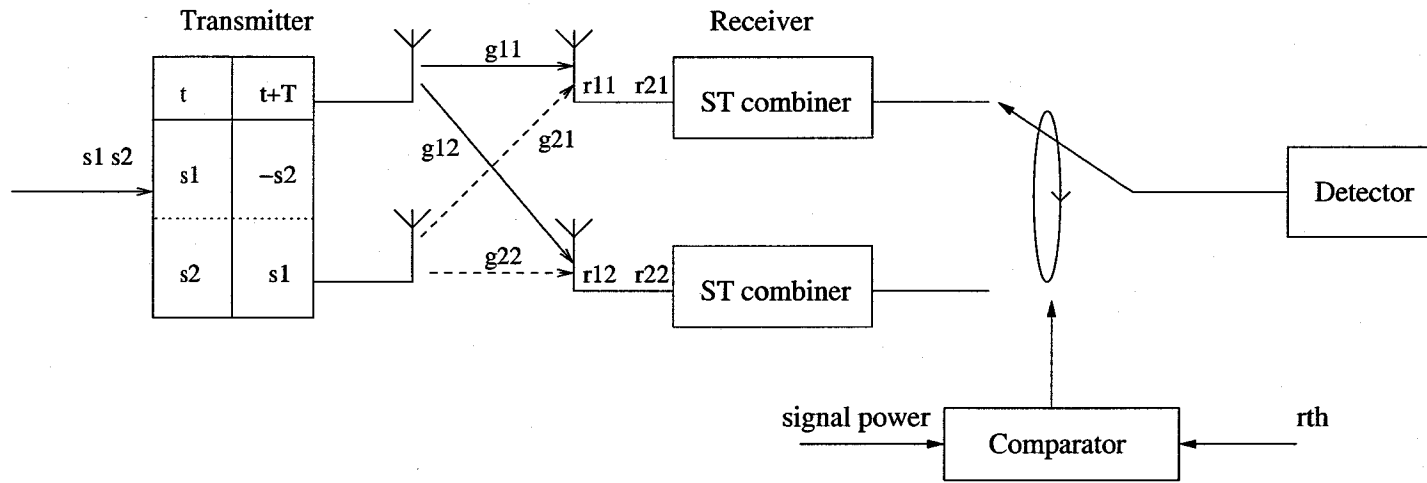 Transmitter
Receiver
t
t+T
s1
−s2
s2
s1
s1 s2
g11
g12
g21
g22
r11 r21
r12 r22
ST combiner
ST combiner
Detector
signal power
Comparator
rth